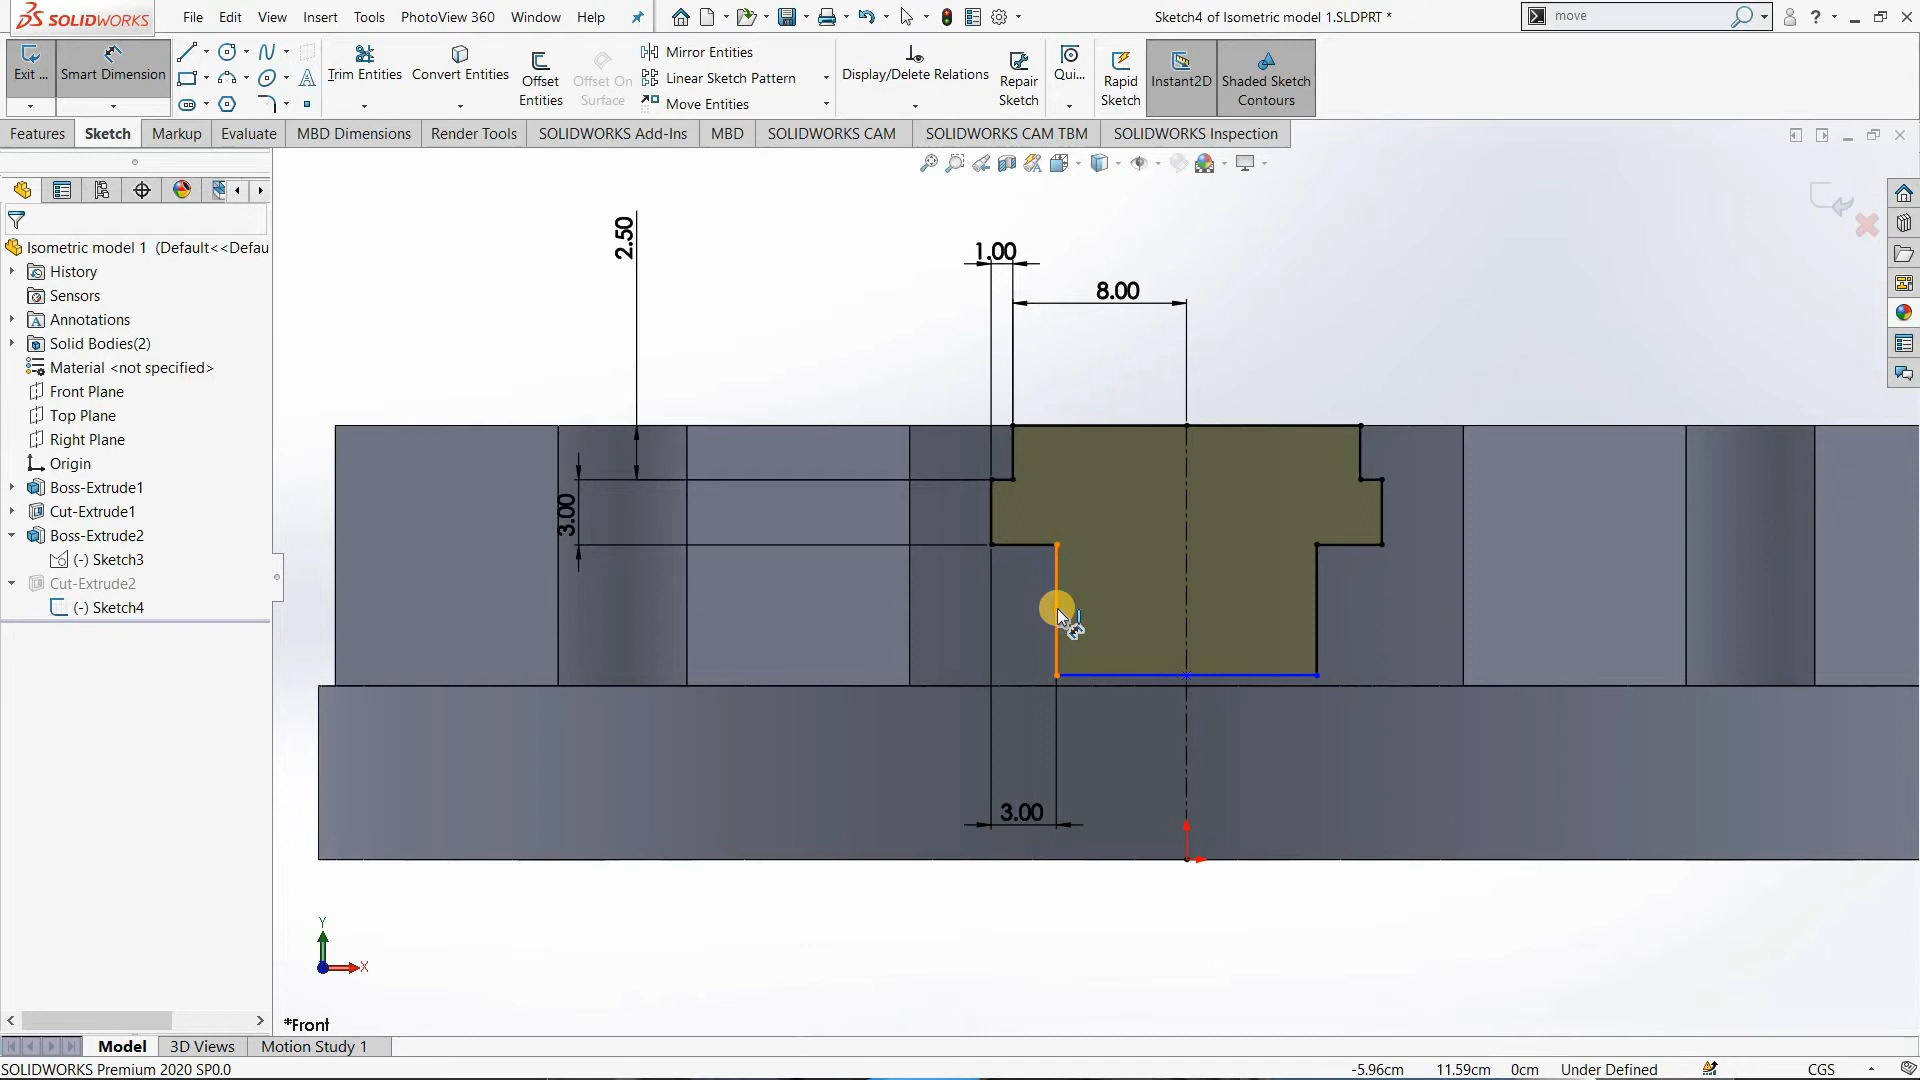 SOLIDWORKS
File Edit View Insert Tools PhotoView 360 Window Help
Sketch4 of Isometric model 1.SLDPRT *
move
Exit ...
Smart Dimension
Trim Entities
Convert Entities
Offset Entities
Offset On Surface
Mirror Entities
Linear Sketch Pattern
Move Entities
Display/Delete Relations
Repair Sketch
Qui...
Rapid Sketch
Instant2D
Shaded Sketch Contours
Features Sketch Markup Evaluate MBD Dimensions Render Tools SOLIDWORKS Add-Ins MBD SOLIDWORKS CAM SOLIDWORKS CAM TBM SOLIDWORKS Inspection
Isometric model 1 (Default<<Defau
History
Sensors
Annotations
Solid Bodies(2)
Material <not specified>
Front Plane
Top Plane
Right Plane
Origin
Boss-Extrude1
Cut-Extrude1
Boss-Extrude2
(-) Sketch3
Cut-Extrude2
(-) Sketch4
2.50
1.00
8.00
3.00
3.00
Y
X
*Front
Model 3D Views Motion Study 1
SOLIDWORKS Premium 2020 SP0.0
-5.96cm 11.59cm 0cm Under Defined CGS